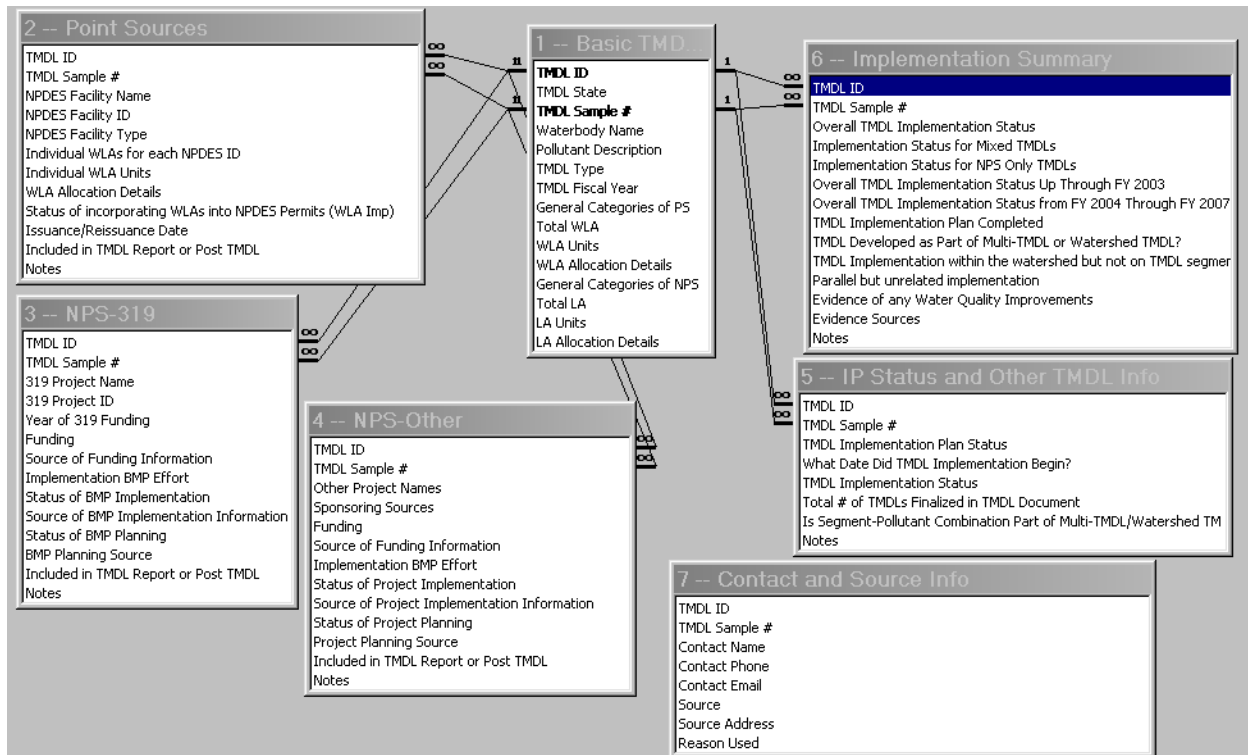 2 -- Point Sources
TMDL ID
TMDL Sample #
NPDES Facility Name
NPDES Facility ID
NPDES Facility Type
Individual WLAs for each NPDES ID
Individual WLA Units
WLA Allocation Details
Status of incorporating WLAs into NPDES Permits (WLA Imp)
Issuance/Reissuance Date
Included in TMDL Report or Post TMDL
Notes
1 -- Basic TMD...
TMDL ID
TMDL State
TMDL Sample #
Waterbody Name
Pollutant Description
TMDL Type
TMDL Fiscal Year
General Categories of PS
Total WLA
WLA Units
WLA Allocation Details
General Categories of NPS
Total LA
LA Units
LA Allocation Details
6 -- Implementation Summary
TMDL ID
TMDL Sample #
Overall TMDL Implementation Status
Implementation Status for Mixed TMDLs
Implementation Status for NPS Only TMDLs
Overall TMDL Implementation Status Up Through FY 2003
Overall TMDL Implementation Status from FY 2004 Through FY 2007
TMDL Implementation Plan Completed
TMDL Developed as Part of Multi-TMDL or Watershed TMDL?
TMDL Implementation within the watershed but not on TMDL segmer
Parallel but unrelated implementation
Evidence of any Water Quality Improvements
Evidence Sources
Notes
3 -- NPS-319
TMDL ID
TMDL Sample #
319 Project Name
319 Project ID
Year of 319 Funding
Funding
Source of Funding Information
Implementation BMP Effort
Status of BMP Implementation
Source of BMP Implementation Information
Status of BMP Planning
BMP Planning Source
Included in TMDL Report or Post TMDL
Notes
4 -- NPS-Other
TMDL ID
TMDL Sample #
Other Project Names
Sponsoring Sources
Funding
Source of Funding Information
Implementation BMP Effort
Status of Project Implementation
Source of Project Implementation Information
Status of Project Planning
Project Planning Source
Included in TMDL Report or Post TMDL
Notes
5 -- IP Status and Other TMDL Info
TMDL ID
TMDL Sample #
TMDL Implementation Plan Status
What Date Did TMDL Implementation Begin?
TMDL Implementation Status
Total # of TMDLs Finalized in TMDL Document
Is Segment-Pollutant Combination Part of Multi-TMDL/Watershed TM
Notes
7 -- Contact and Source Info
TMDL ID
TMDL Sample #
Contact Name
Contact Phone
Contact Email
Source
Source Address
Reason Used
∞
∞
11
11
1
1
∞
∞
∞
∞
∞
∞
∞
∞